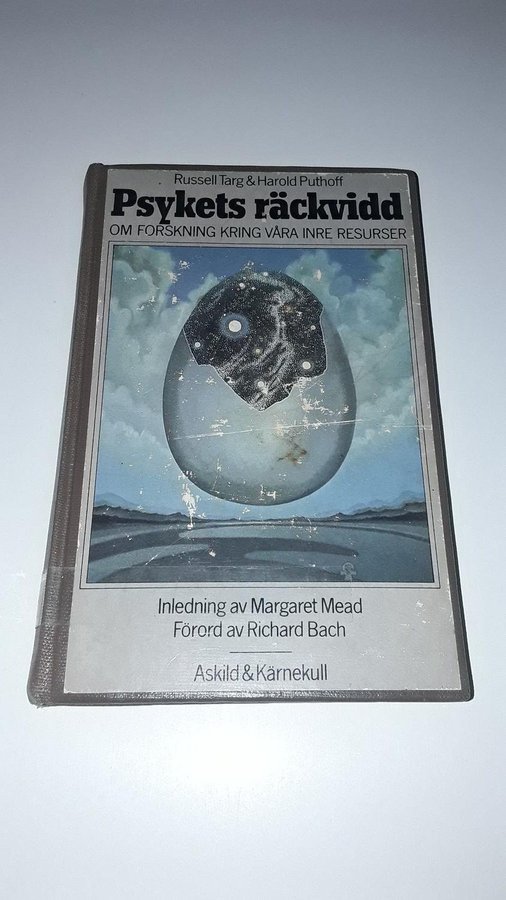 Russell Targ & Harold Puthoff
Psykets räckvidd
OM FORSKNING KRING VÅRA INRE RESURSER
Inledning av Margaret Mead
Förord av Richard Bach
Askild & Kärnekull